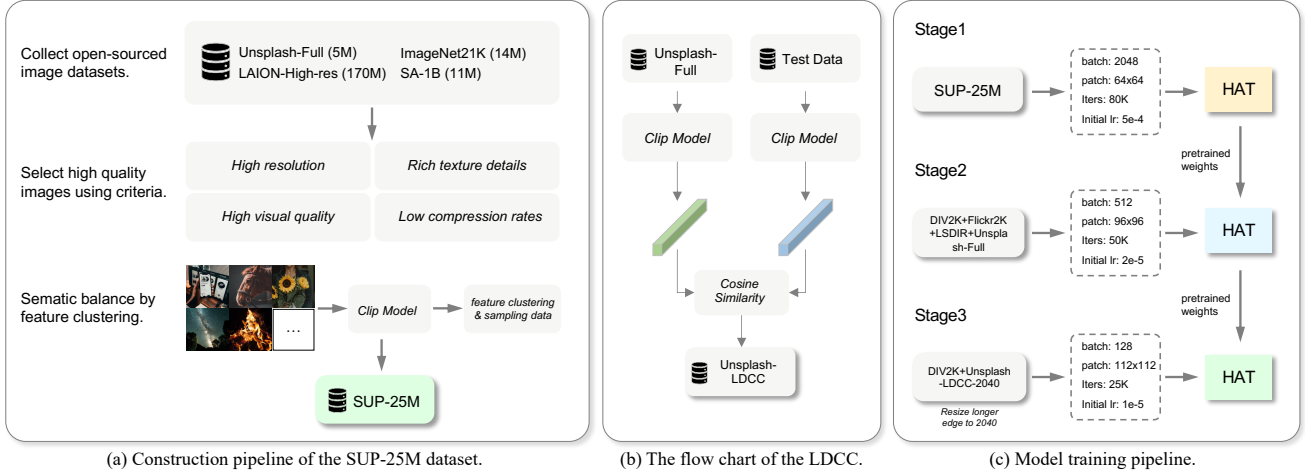 Collect open-sourced
image datasets.
Unsplash-Full (5M)
ImageNet21K (14M)
LAION-High-res (170M)
SA-1B (11M)
Select high quality
images using criteria.
High resolution
Rich texture details
High visual quality
Low compression rates
Sematic balance by
feature clustering.
...
Clip Model
feature clustering
& sampling data
SUP-25M
(a) Construction pipeline of the SUP-25M dataset.
Unsplash-
Full
Test Data
Clip Model
Clip Model
Cosine
Similarity
Unsplash-
LDCC
(b) The flow chart of the LDCC.
Stage1
SUP-25M
batch: 2048
patch: 64x64
Iters: 80K
Initial lr: 5e-4
HAT
pretrained
weights
Stage2
DIV2K+Flickr2K
+LSDIR+Unspla
sh-Full
batch: 512
patch: 96x96
Iters: 50K
Initial lr: 2e-5
HAT
pretrained
weights
Stage3
DIV2K+Unsplash
-LDCC-2040
Resize longer
edge to 2040
batch: 128
patch: 112x112
Iters: 25K
Initial lr: 1e-5
HAT
(c) Model training pipeline.